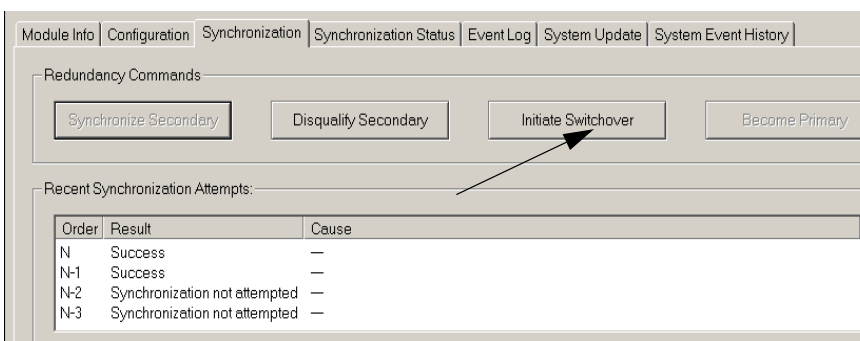 Module Info Configuration Synchronization Synchronization Status Event Log System Update System Event History
Redundancy Commands
Synchronize Secondary Disqualify Secondary Initiate Switchover Become Primary
Recent Synchronization Attempts:
Order Result Cause
N Success —
N-1 Success —
N-2 Synchronization not attempted —
N-3 Synchronization not attempted —